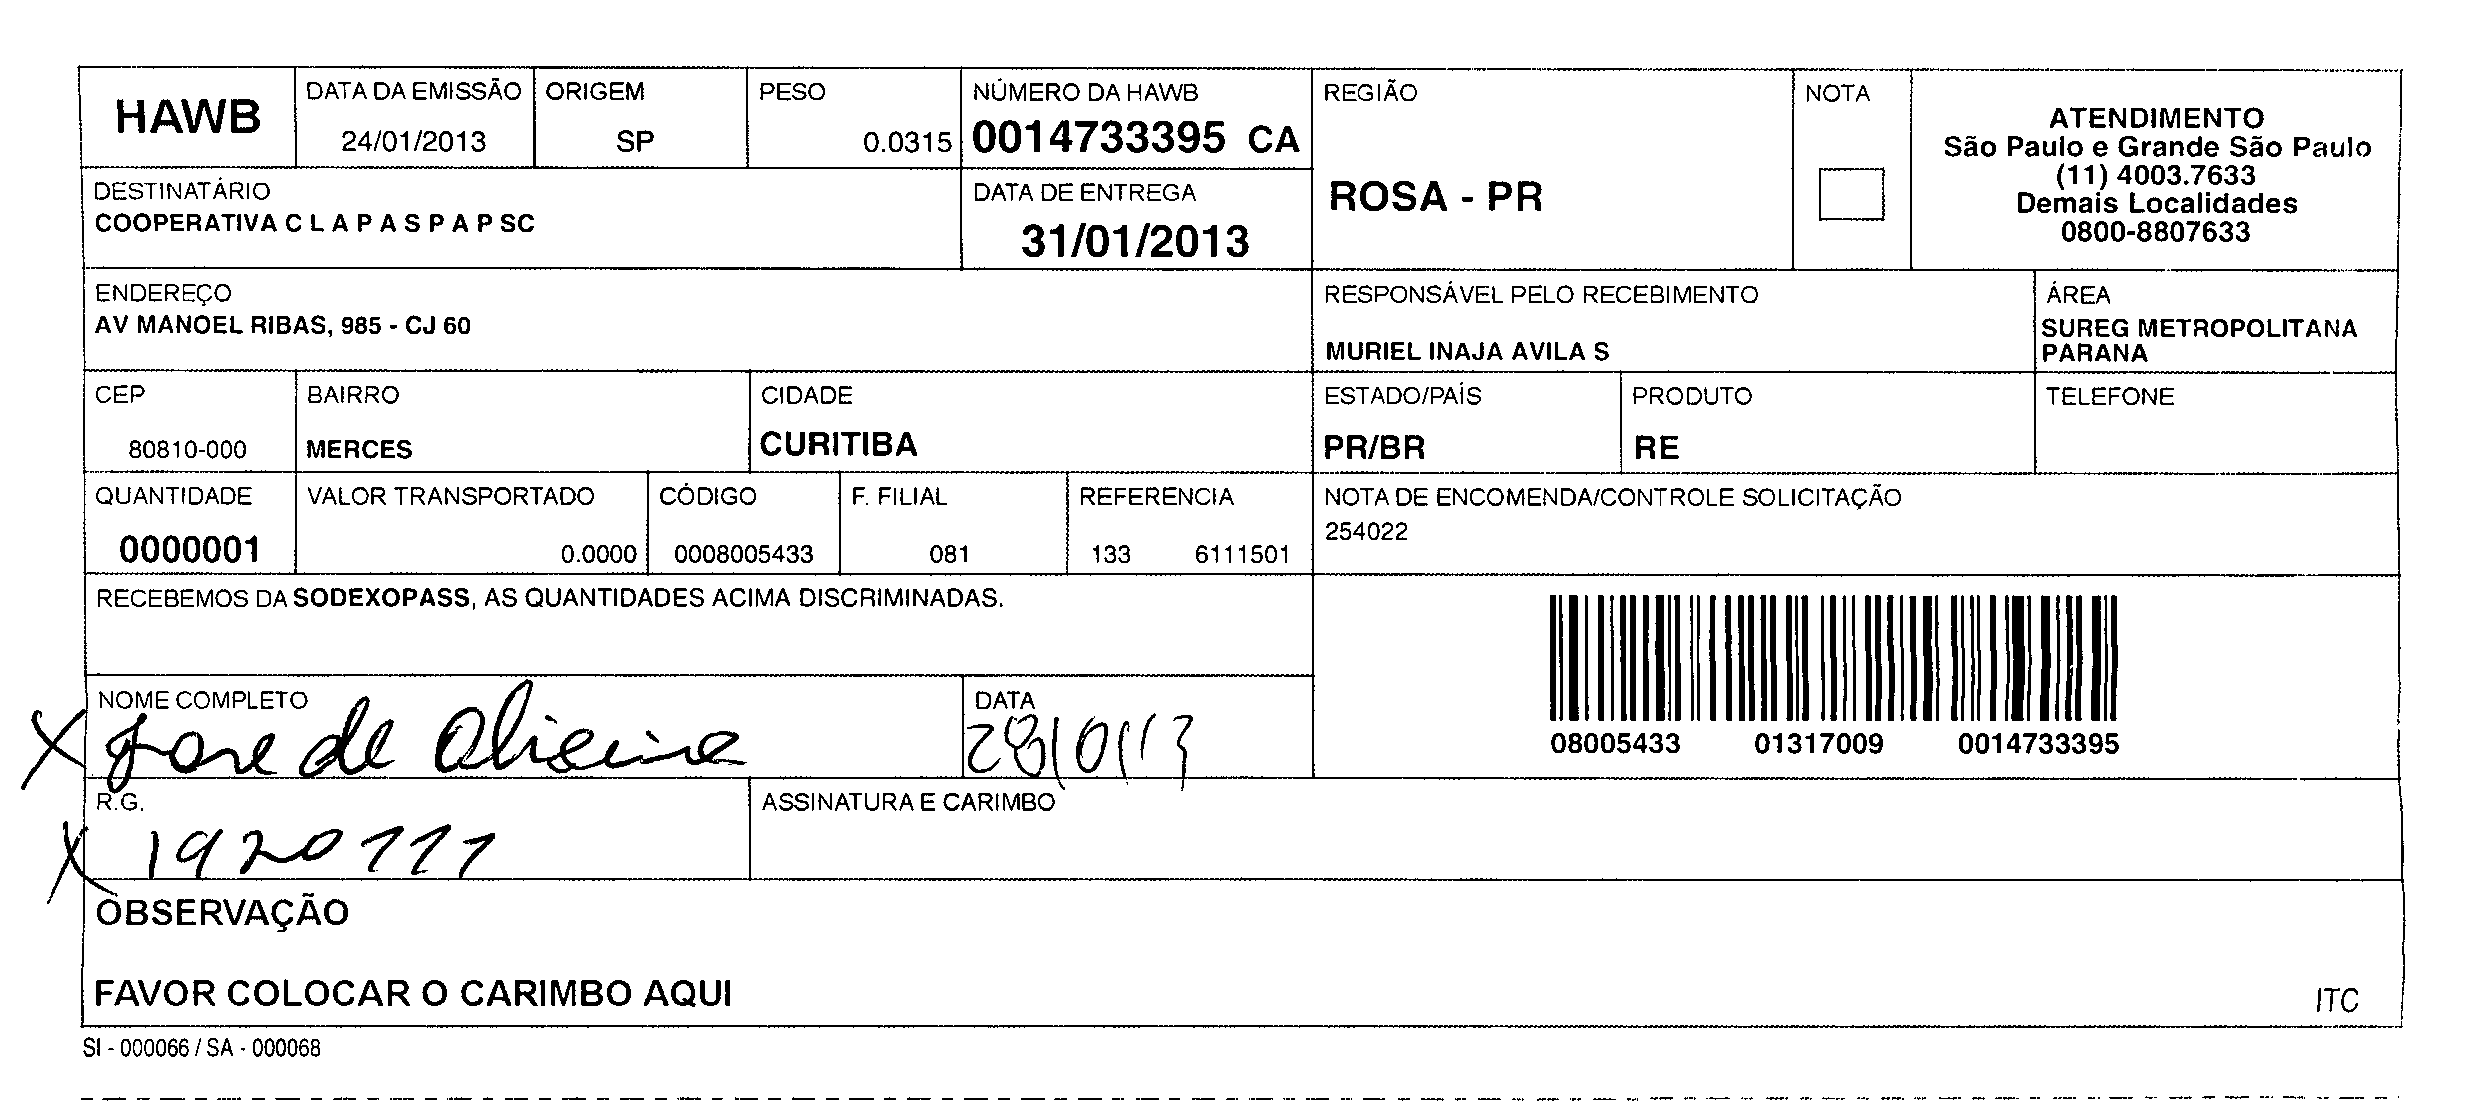 HAWB
DATA DA EMISSÃO
24/01/2013
ORIGEM
SP
PESO
0.0315
NÚMERO DA HAWB
0014733395 CA
REGIÃO
ROSA - PR
NOTA
ATENDIMENTO
São Paulo e Grande São Paulo
(11) 4003.7633
Demais Localidades
0800-8807633
DESTINATÁRIO
COOPERATIVA C L A P A S P A P SC
DATA DE ENTREGA
31/01/2013
ENDEREÇO
AV MANOEL RIBAS, 985 - CJ 60
RESPONSÁVEL PELO RECEBIMENTO
MURIEL INAJA AVILA S
ÁREA
SUREG METROPOLITANA
PARANA
CEP
80810-000
BAIRRO
MERCES
CIDADE
CURITIBA
ESTADO/PAÍS
PR/BR
PRODUTO
RE
TELEFONE
QUANTIDADE
0000001
VALOR TRANSPORTADO
0.0000
CÓDIGO
0008005433
F. FILIAL
081
REFERENCIA
133 6111501
NOTA DE ENCOMENDA/CONTROLE SOLICITAÇÃO
254022
RECEBEMOS DA SODEXOPASS, AS QUANTIDADES ACIMA DISCRIMINADAS.
08005433 01317009 0014733395
NOME COMPLETO
X Jose de Oliveira
DATA
28/01/13
R.G.
X 1920111
ASSINATURA E CARIMBO
OBSERVAÇÃO
FAVOR COLOCAR O CARIMBO AQUI
ITC
SI - 000066 / SA - 000068